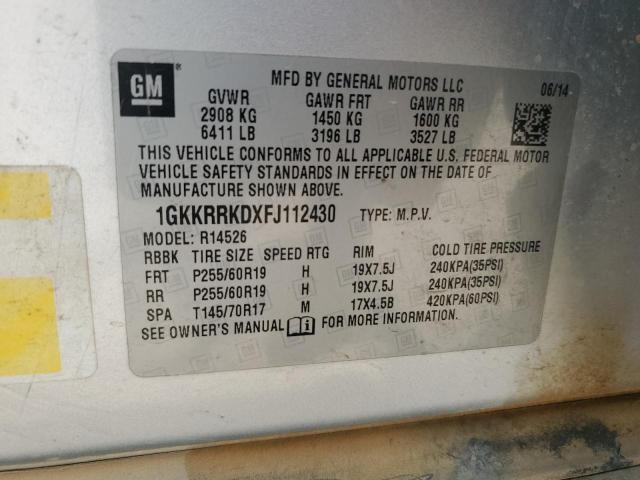 GM
MFD BY GENERAL MOTORS LLC 06/14
GVWR GAWR FRT GAWR RR
2908 KG 1450 KG 1600 KG
6411 LB 3196 LB 3527 LB
THIS VEHICLE CONFORMS TO ALL APPLICABLE U.S. FEDERAL MOTOR
VEHICLE SAFETY STANDARDS IN EFFECT ON THE DATE OF
MANUFACTURE SHOWN ABOVE.
1GKKRRKDXFJ112430 TYPE: M.P.V.
MODEL: R14526
RBBK TIRE SIZE SPEED RTG RIM COLD TIRE PRESSURE
FRT P255/60R19 H 19X7.5J 240KPA(35PSI)
RR P255/60R19 H 19X7.5J 240KPA(35PSI)
SPA T145/70R17 M 17X4.5B 420KPA(60PSI)
SEE OWNER'S MANUAL FOR MORE INFORMATION.